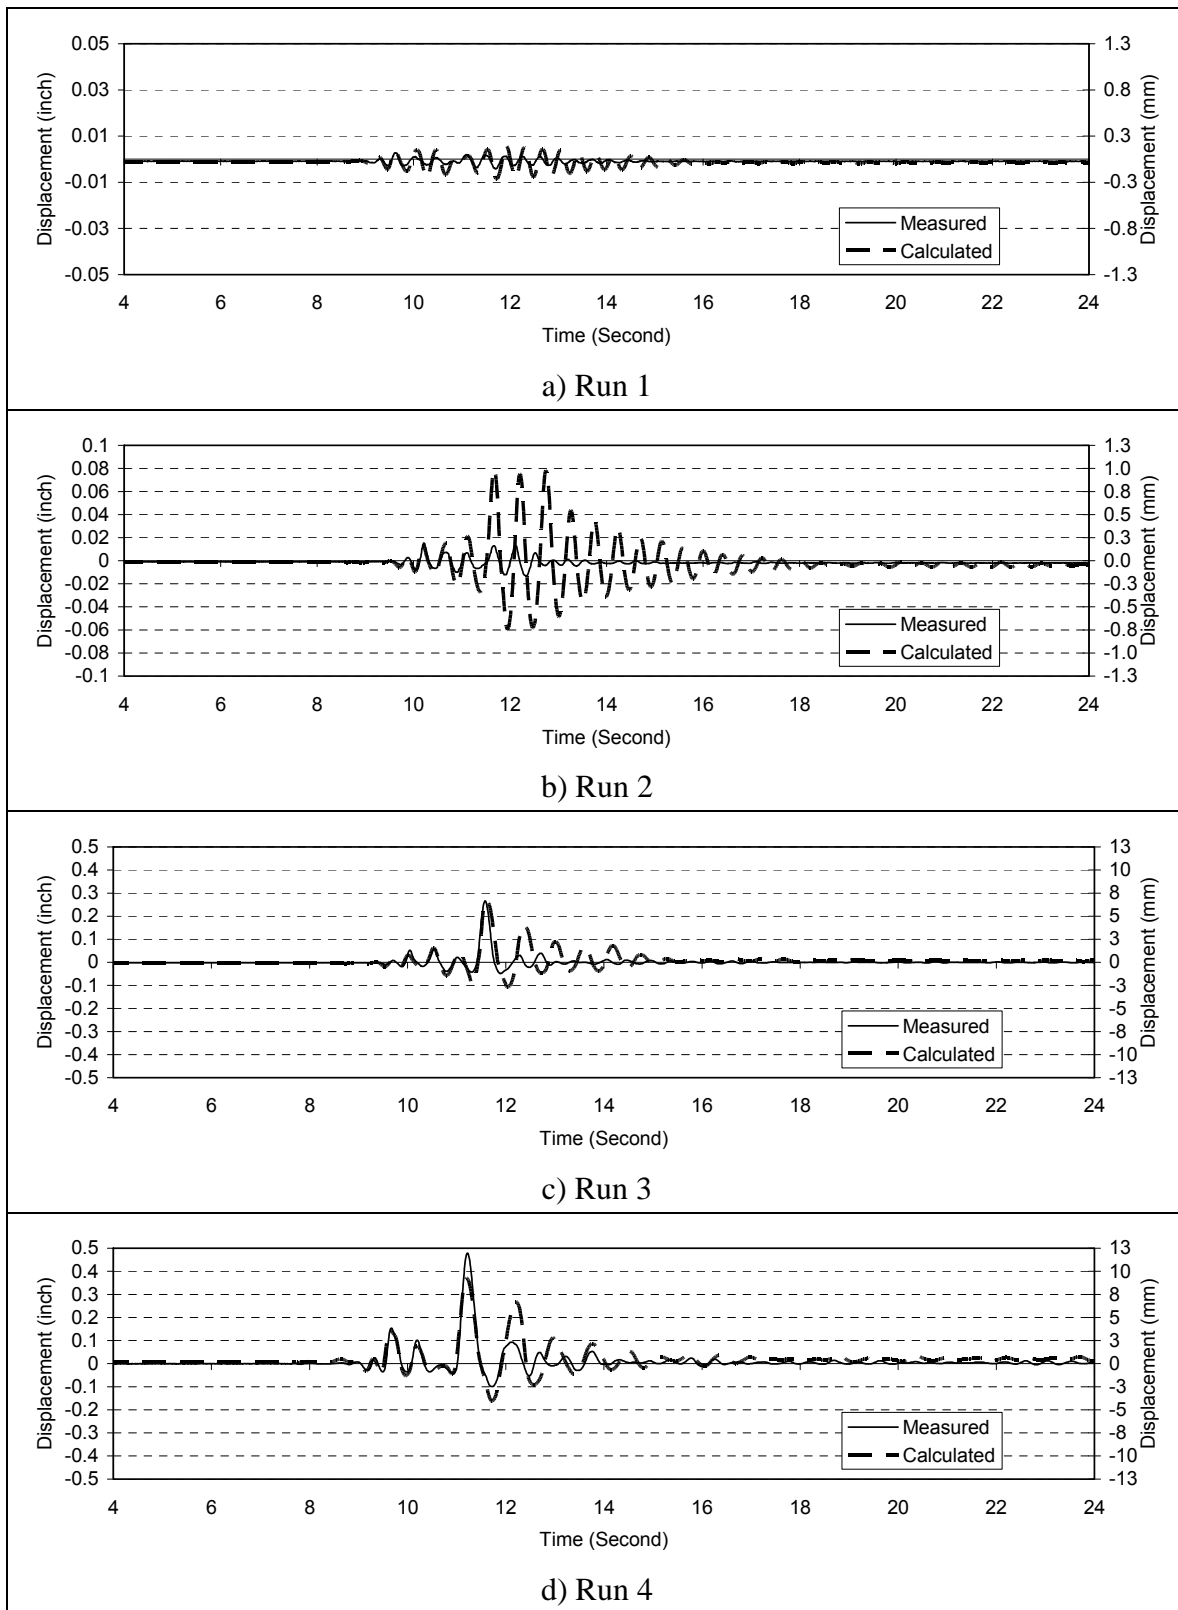 0.05
0.03
0.01
-0.01
-0.03
-0.05
Displacement (inch)
1.3
0.8
0.3
-0.3
-0.8
-1.3
Displacement (mm)
Measured
Calculated
4 6 8 10 12 14 16 18 20 22 24
Time (Second)
a) Run 1
0.1
0.08
0.06
0.04
0.02
0
-0.02
-0.04
-0.06
-0.08
-0.1
Displacement (inch)
1.3
1.0
0.8
0.5
0.3
0.0
-0.3
-0.5
-0.8
-1.0
-1.3
Displacement (mm)
Measured
Calculated
4 6 8 10 12 14 16 18 20 22 24
Time (Second)
b) Run 2
0.5
0.4
0.3
0.2
0.1
0
-0.1
-0.2
-0.3
-0.4
-0.5
Displacement (inch)
13
10
8
5
3
0
-3
-5
-8
-10
-13
Displacement (mm)
Measured
Calculated
4 6 8 10 12 14 16 18 20 22 24
Time (Second)
c) Run 3
0.5
0.4
0.3
0.2
0.1
0
-0.1
-0.2
-0.3
-0.4
-0.5
Displacement (inch)
13
10
8
5
3
0
-3
-5
-8
-10
-13
Displacement (mm)
Measured
Calculated
4 6 8 10 12 14 16 18 20 22 24
Time (Second)
d) Run 4